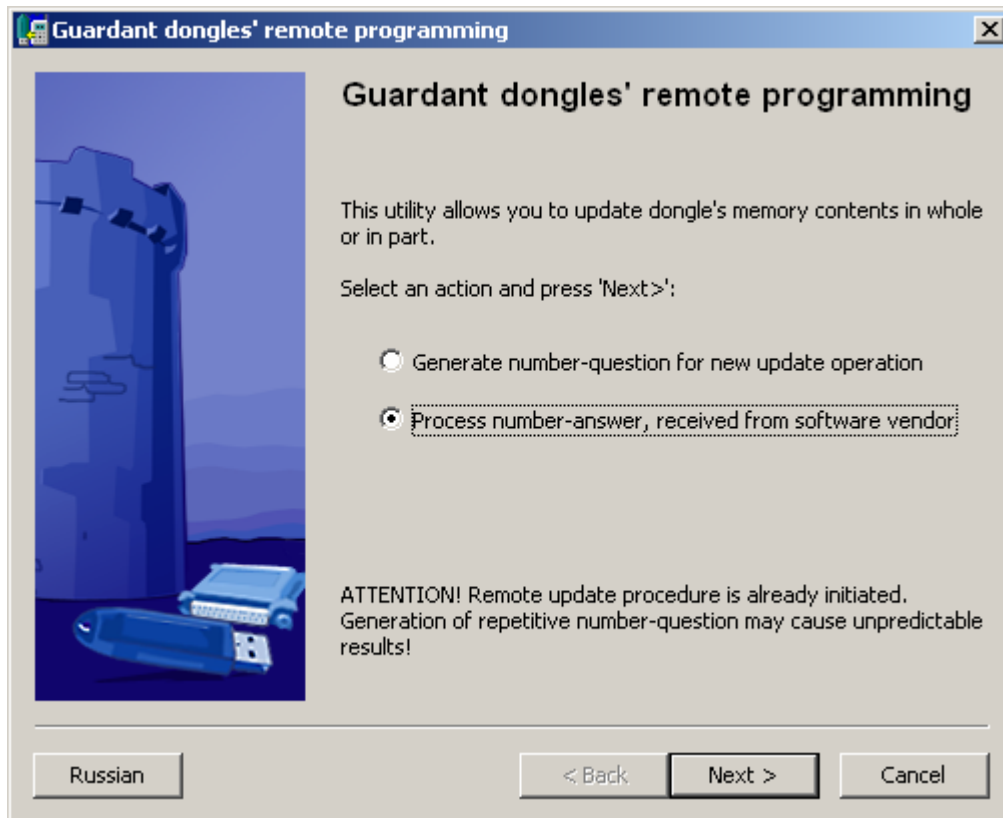 Guardant dongles' remote programming
Guardant dongles' remote programming
This utility allows you to update dongle's memory contents in whole
or in part.
Select an action and press 'Next>':
Generate number-question for new update operation
Process number-answer, received from software vendor
ATTENTION! Remote update procedure is already initiated.
Generation of repetitive number-question may cause unpredictable
results!
Russian
< Back
Next >
Cancel